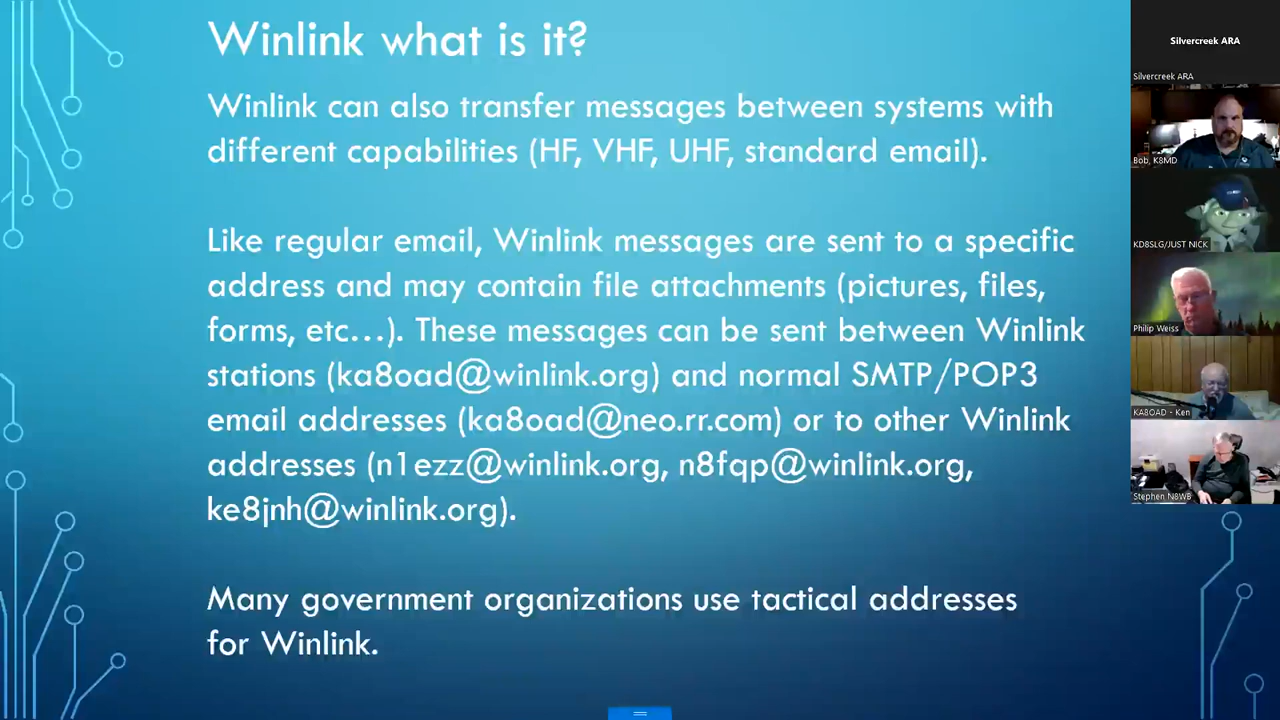 Winlink what is it?
Winlink can also transfer messages between systems with
different capabilities (HF, VHF, UHF, standard email).
Like regular email, Winlink messages are sent to a specific
address and may contain file attachments (pictures, files,
forms, etc...). These messages can be sent between Winlink
stations (ka8oad@winlink.org) and normal SMTP/POP3
email addresses (ka8oad@neo.rr.com) or to other Winlink
addresses (n1ezz@winlink.org, n8fqp@winlink.org,
ke8jnh@winlink.org).
Many government organizations use tactical addresses
for Winlink.
Silvercreek ARA
Silvercreek ARA
Bob, K8MD
KD8SLG/JUST NICK
Philip Weiss
KA8OAD - Ken
Stephen N8WB